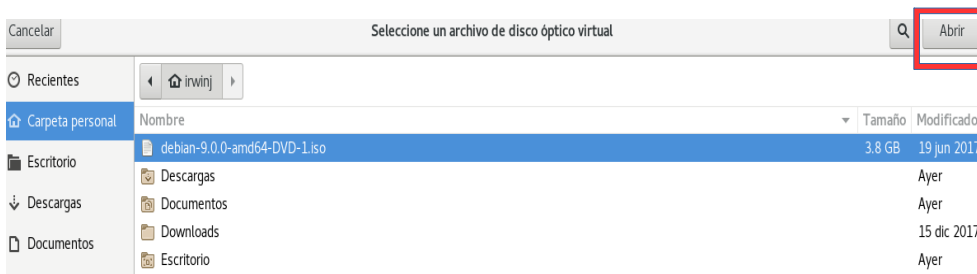 Cancelar Seleccione un archivo de disco óptico virtual Abrir
Recientes irwinj
Carpeta personal Nombre Tamaño Modificado
debian-9.0.0-amd64-DVD-1.iso 3.8 GB 19 jun 2017
Escritorio
Descargas Ayer
Descargas Documentos Ayer
Downloads 15 dic 2017
Documentos
Escritorio Ayer